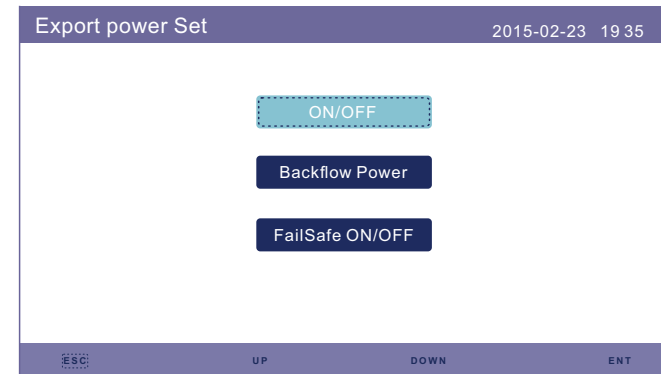 Export power Set 2015-02-23 19 35
ON/OFF
Backflow Power
FailSafe ON/OFF
ESC UP DOWN ENT